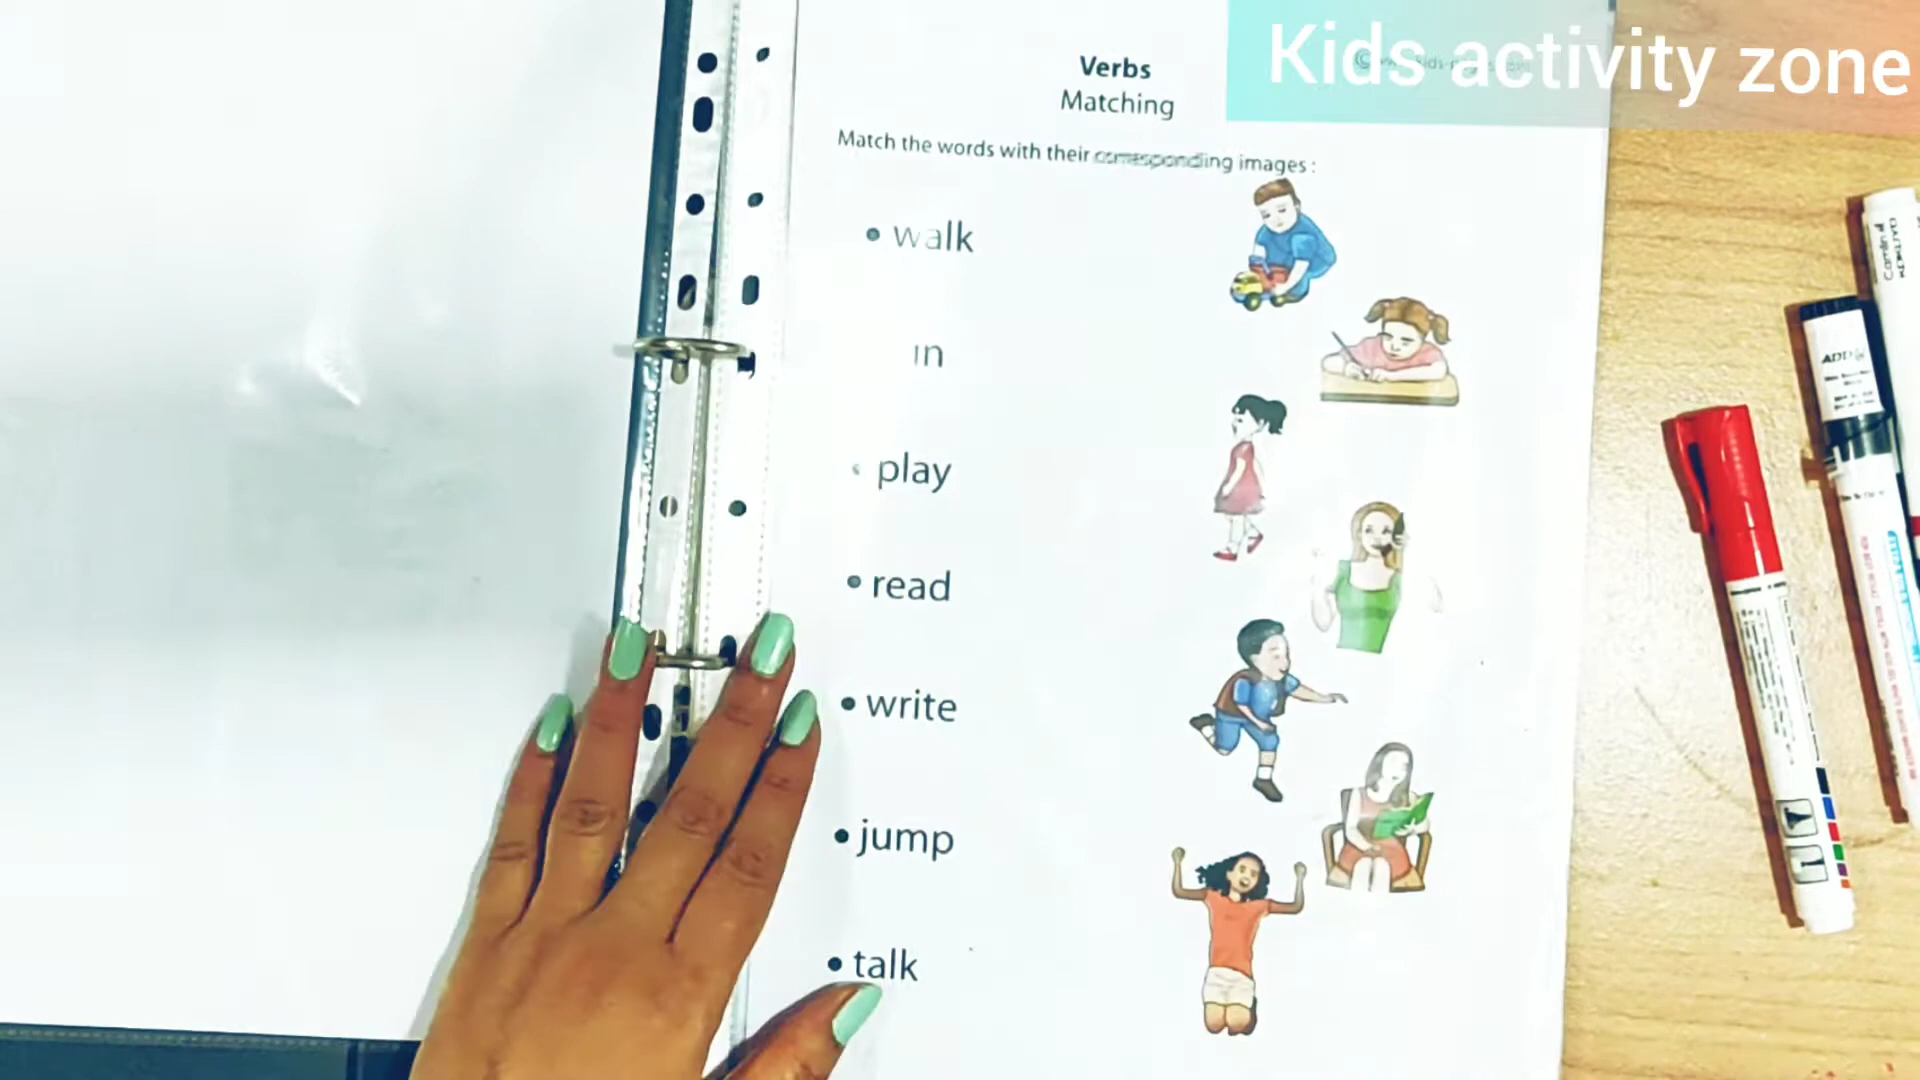 Kids activity zone
Verbs
Matching
Match the words with their corresponding images :
• walk
in
play
• read
• write
• jump
• talk
ADD